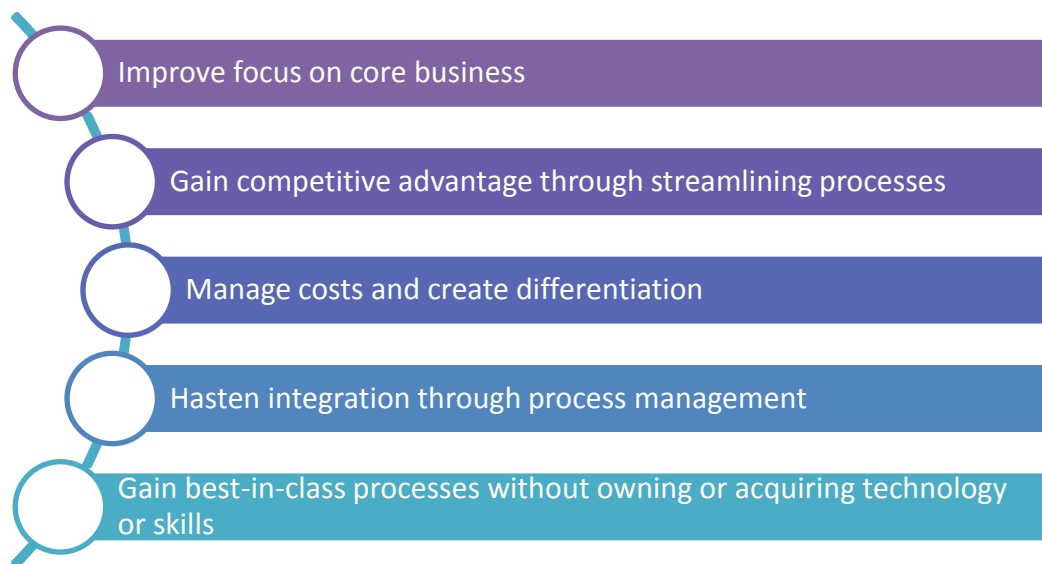 Improve focus on core business
Gain competitive advantage through streamlining processes
Manage costs and create differentiation
Hasten integration through process management
Gain best-in-class processes without owning or acquiring technology
or skills